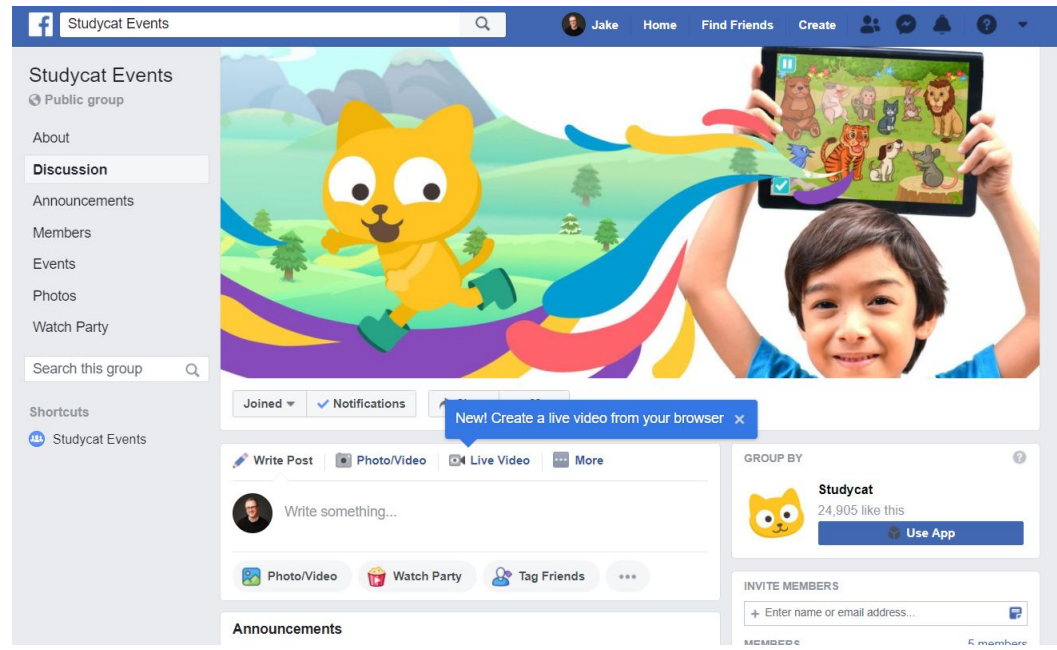 Studycat Events
Jake Home Find Friends Create
Studycat Events
Public group
About
Discussion
Announcements
Members
Events
Photos
Watch Party
Search this group
Shortcuts
Studycat Events
Joined Notifications
New! Create a live video from your browser
Write Post Photo/Video Live Video More
Write something...
Photo/Video Watch Party Tag Friends
Announcements
GROUP BY
Studycat
24,905 like this
Use App
INVITE MEMBERS
+ Enter name or email address...
MEMBERS 5 members